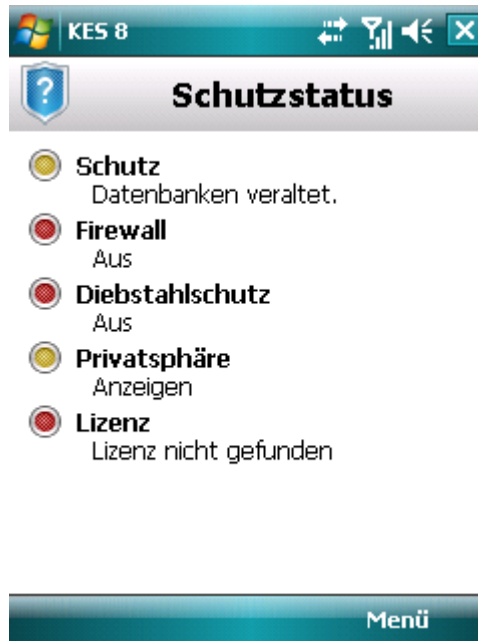 KES 8
Schutzstatus
Schutz
Datenbanken veraltet.
Firewall
Aus
Diebstahlschutz
Aus
Privatsphäre
Anzeigen
Lizenz
Lizenz nicht gefunden
Menü